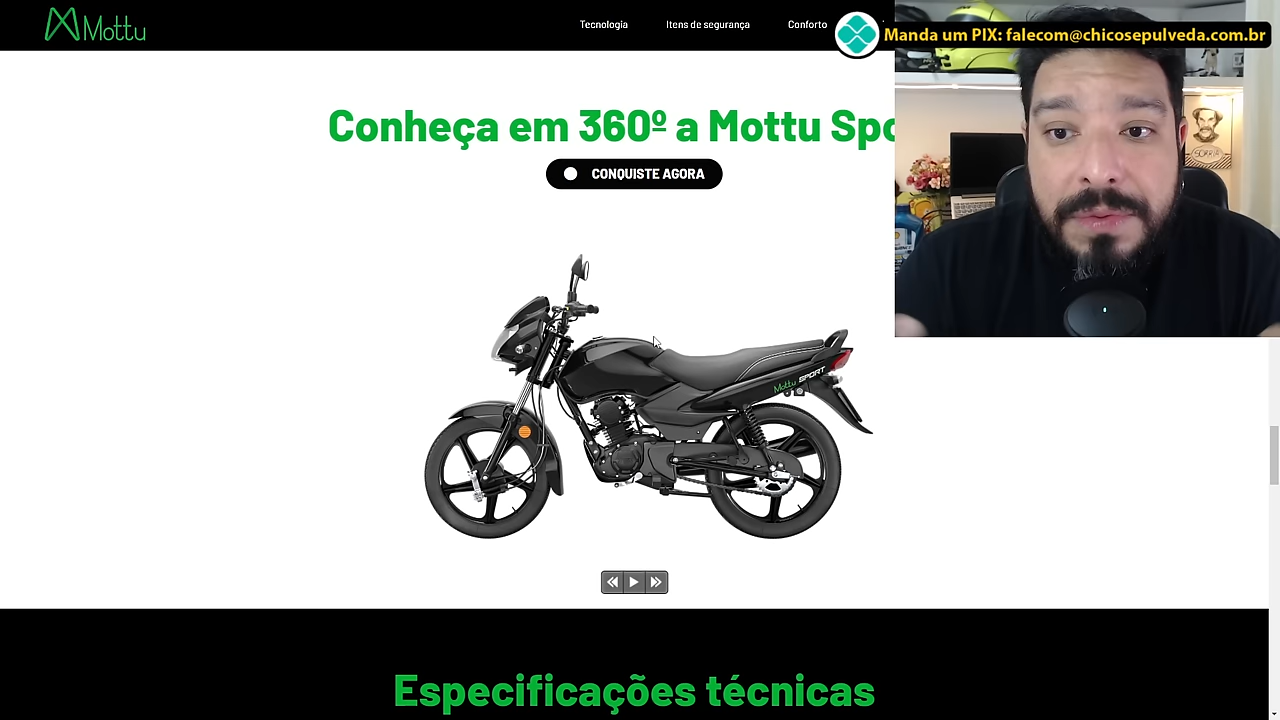 Mottu
Tecnologia
Itens de segurança
Conforto
Manda um PIX: falecom@chicosepulveda.com.br
Conheça em 360º a Mottu Spo
CONQUISTE AGORA
SORRIA
Mottu SPORT
Especificações técnicas